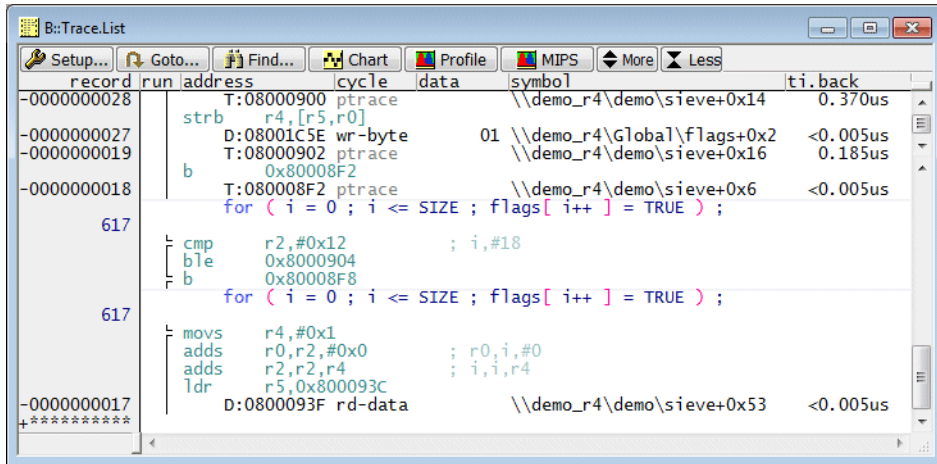 B::Trace.List
Setup... Goto... Find... Chart Profile MIPS More Less
record run address cycle data symbol ti.back
-0000000028 T:08000900 ptrace \\demo_r4\demo\sieve+0x14 0.370us
strb r4,[r5,r0]
-0000000027 D:08001C5E wr-byte 01 \\demo_r4\Global\flags+0x2 <0.005us
-0000000019 T:08000902 ptrace \\demo_r4\demo\sieve+0x16 0.185us
b 0x80008F2
-0000000018 T:080008F2 ptrace \\demo_r4\demo\sieve+0x6 <0.005us
for ( i = 0 ; i <= SIZE ; flags[ i++ ] = TRUE ) ;
617
cmp r2,#0x12 ; i,#18
ble 0x8000904
b 0x80008F8
for ( i = 0 ; i <= SIZE ; flags[ i++ ] = TRUE ) ;
617
movs r4,#0x1
adds r0,r2,#0x0 ; r0,i,#0
adds r2,r2,r4 ; i,i,r4
ldr r5,0x800093C
-0000000017 D:0800093F rd-data \\demo_r4\demo\sieve+0x53 <0.005us
+**********